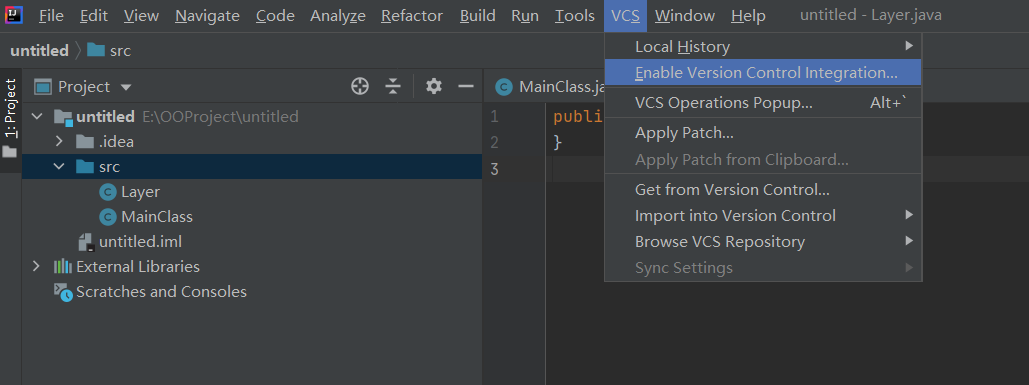 File Edit View Navigate Code Analyze Refactor Build Run Tools VCS Window Help untitled - Layer.java
untitled src
Local History
Enable Version Control Integration...
VCS Operations Popup... Alt+`
Apply Patch...
Apply Patch from Clipboard...
Get from Version Control...
Import into Version Control
Browse VCS Repository
Sync Settings
1: Project
Project
untitled E:\OOProject\untitled
.idea
src
Layer
MainClass
untitled.iml
External Libraries
Scratches and Consoles
MainClass.ja
1 publi
2 }
3